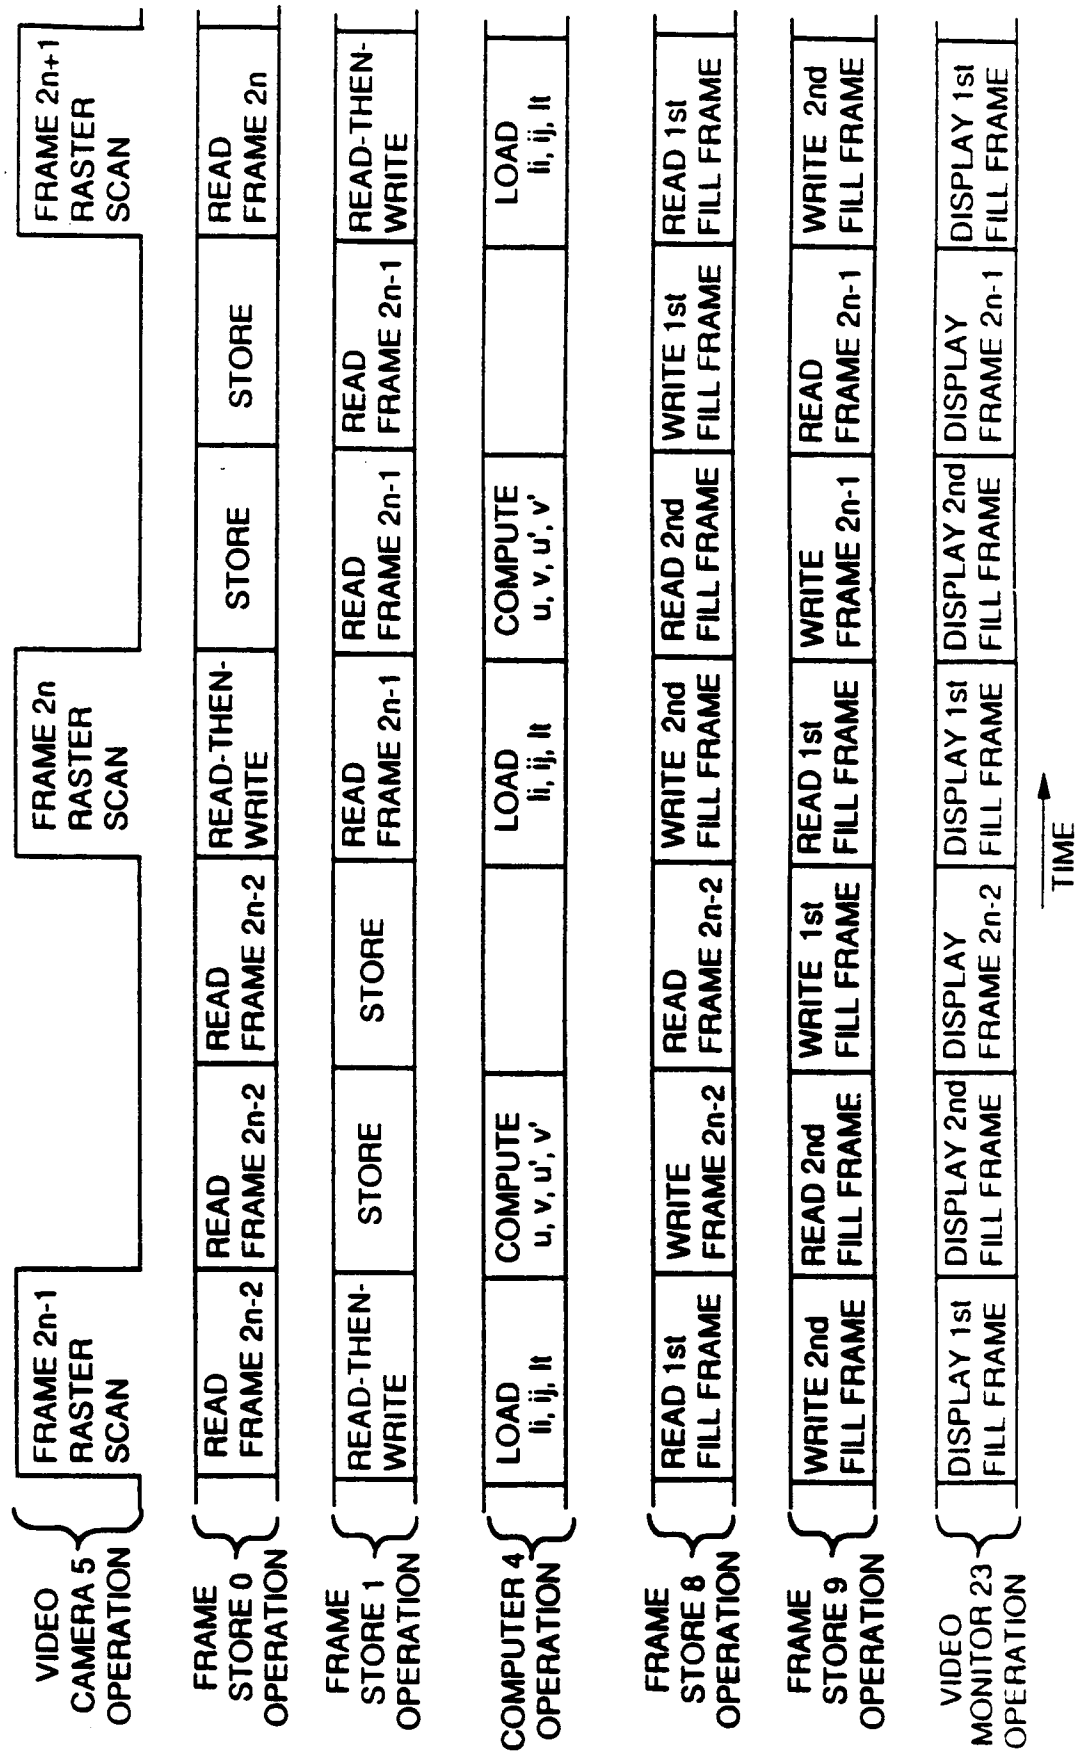 VIDEO
CAMERA 5
OPERATION
FRAME 2n-1
RASTER
SCAN
FRAME 2n
RASTER
SCAN
FRAME 2n+1
RASTER
SCAN
FRAME
STORE 0
OPERATION
READ
FRAME 2n-2
READ
FRAME 2n-2
READ
FRAME 2n-2
READ-THEN-
WRITE
STORE
STORE
READ
FRAME 2n
FRAME
STORE 1
OPERATION
READ-THEN-
WRITE
STORE
STORE
READ
FRAME 2n-1
READ
FRAME 2n-1
READ
FRAME 2n-1
READ-THEN-
WRITE
COMPUTER 4
OPERATION
LOAD
Ii, Ij, It
COMPUTE
u, v, u', v'
LOAD
Ii, Ij, It
COMPUTE
u, v, u', v'
LOAD
Ii, Ij, It
FRAME
STORE 8
OPERATION
READ 1st
FILL FRAME
WRITE
FRAME 2n-2
READ
FRAME 2n-2
WRITE 2nd
FILL FRAME
READ 2nd
FILL FRAME
WRITE 1st
FILL FRAME
READ 1st
FILL FRAME
FRAME
STORE 9
OPERATION
WRITE 2nd
FILL FRAME
READ 2nd
FILL FRAME
WRITE 1st
FILL FRAME
READ 1st
FILL FRAME
WRITE
FRAME 2n-1
READ
FRAME 2n-1
WRITE 2nd
FILL FRAME
VIDEO
MONITOR 23
OPERATION
DISPLAY 1st
FILL FRAME
DISPLAY 2nd
FILL FRAME
DISPLAY
FRAME 2n-2
DISPLAY 1st
FILL FRAME
DISPLAY 2nd
FILL FRAME
DISPLAY
FRAME 2n-1
DISPLAY 1st
FILL FRAME
TIME